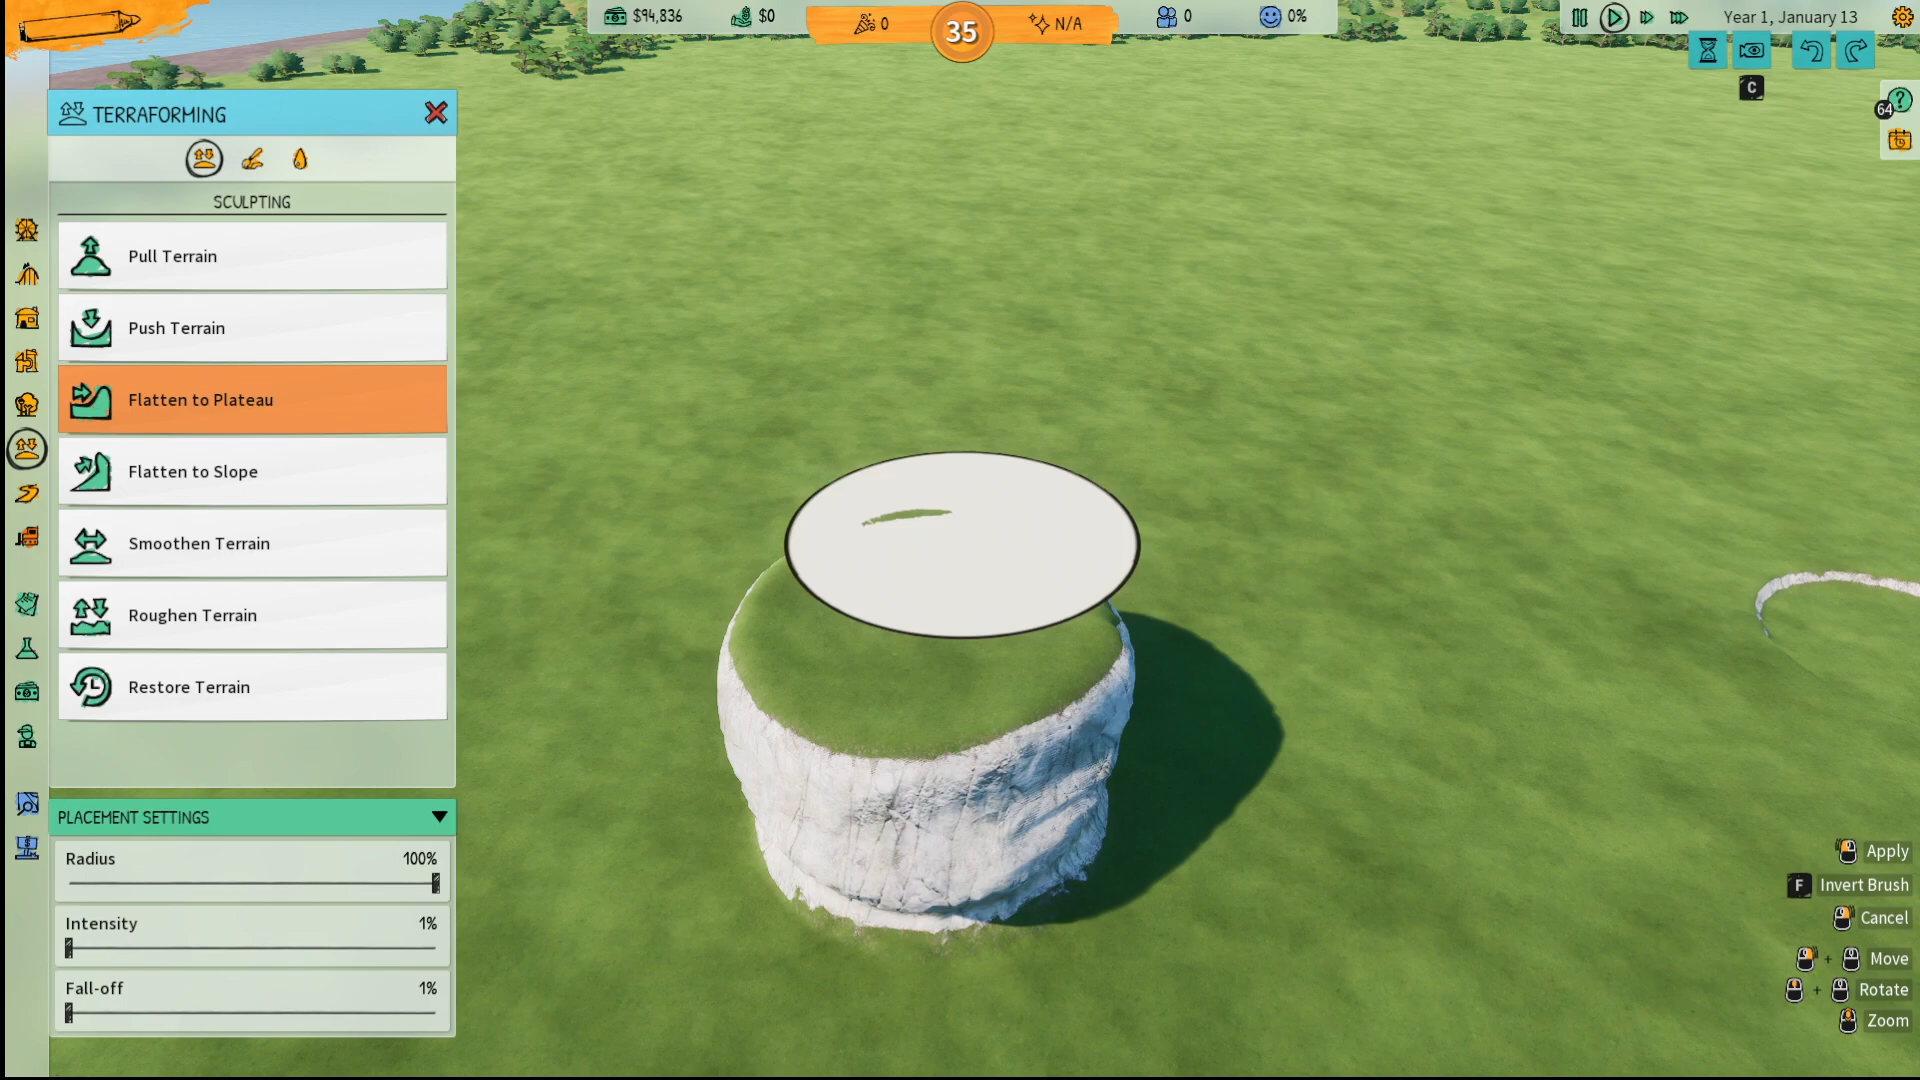 $94,836
$0
0
35
N/A
0
0%
Year 1, January 13
C
64
?
TERRAFORMING
SCULPTING
Pull Terrain
Push Terrain
Flatten to Plateau
Flatten to Slope
Smoothen Terrain
Roughen Terrain
Restore Terrain
PLACEMENT SETTINGS
Radius 100%
Intensity 1%
Fall-off 1%
Apply
F Invert Brush
Cancel
+ Move
+ Rotate
Zoom